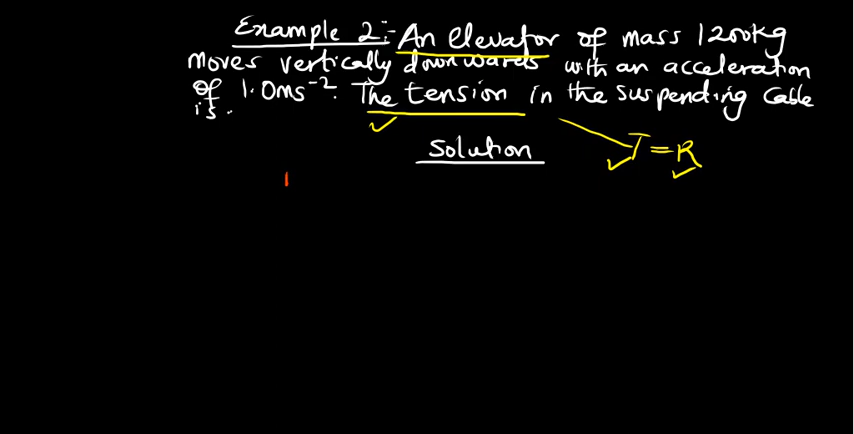 Example 2:- An elevator of mass 1200kg
moves vertically downwards with an acceleration
of 1.0ms⁻². The tension in the suspending cable
is..
Solution
T = R